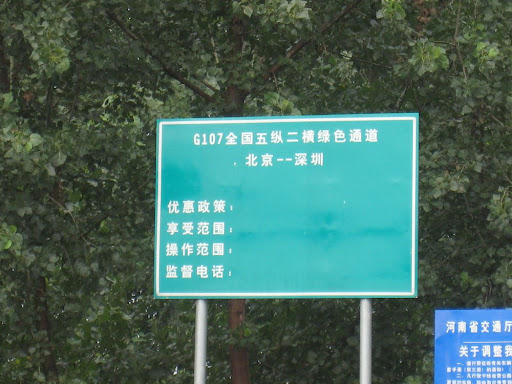 G107全国五纵二横绿色通道
北京--深圳
优惠政策：
享受范围：
操作范围：
监督电话：
河南省交通厅
关于调整我